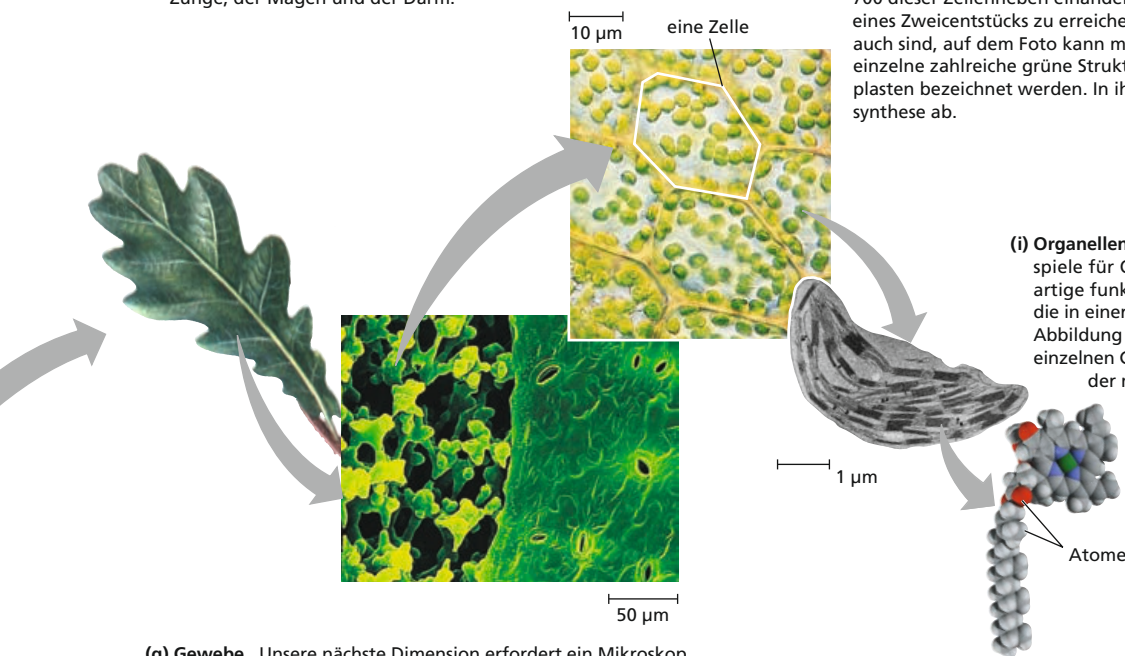 Zunge, der Magen und der Darm.
10 µm
eine Zelle
700 dieser Zellen neben einander
eines Zweicentstücks zu erreiche
auch sind, auf dem Foto kann m
einzelne zahlreiche grüne Strukt
plasten bezeichnet werden. In ih
synthese ab.
(i) Organellen
spiele für
artige funk
die in einer
Abbildung
einzelnen
der
1 µm
Atome
50 µm
(g) Gewebe Unsere nächste Dimension erfordert ein Mikroskop